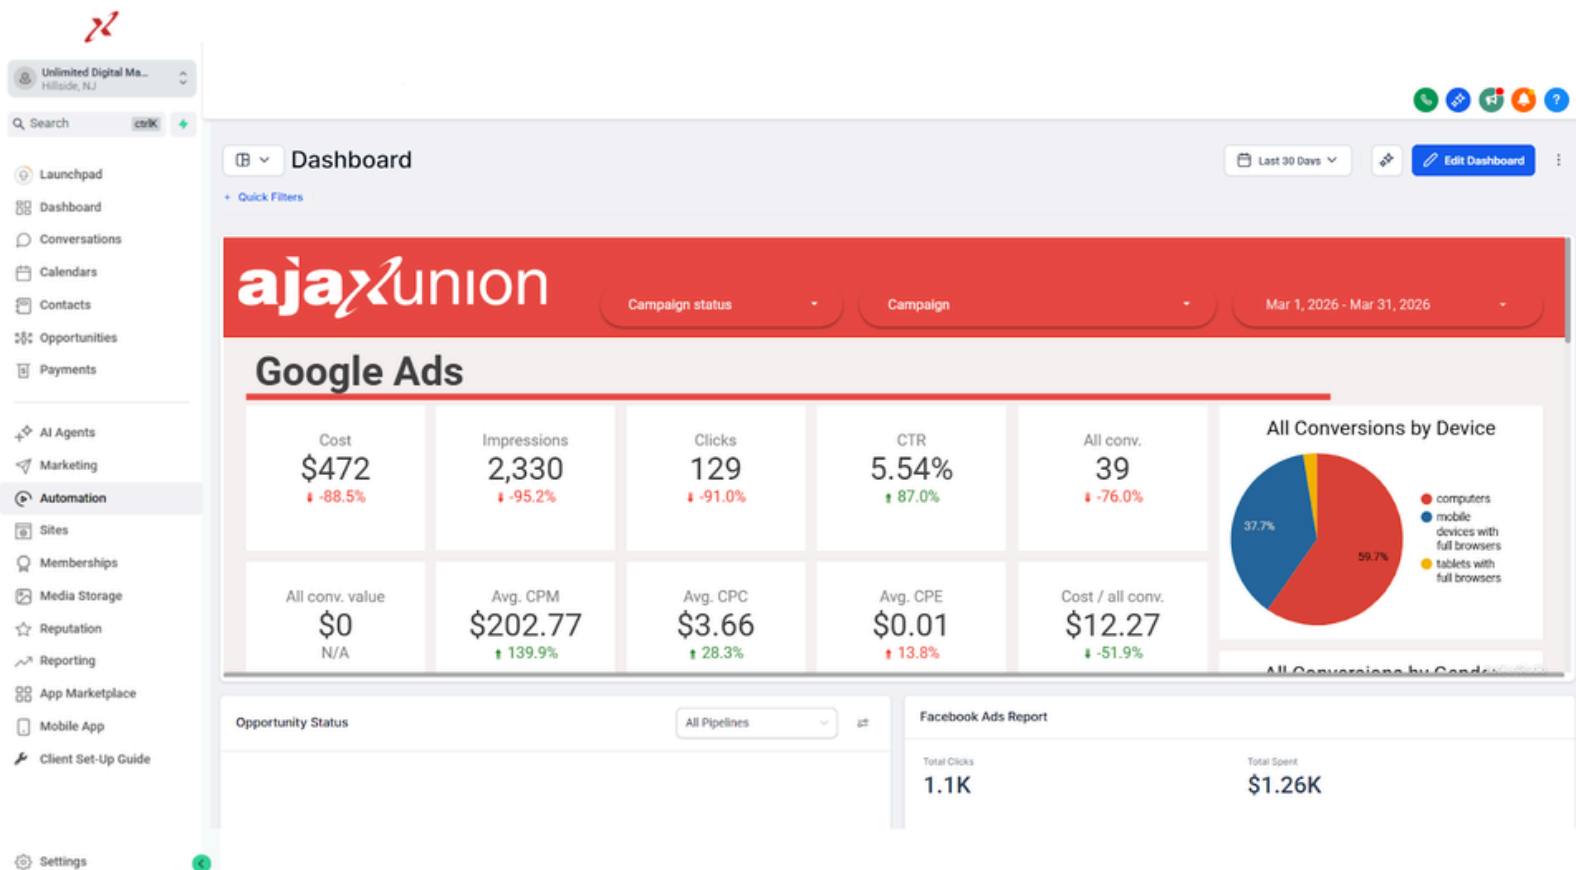 Unlimited Digital Ma...
Hillside, NJ
Search
ctrlK
Launchpad
Dashboard
Conversations
Calendars
Contacts
Opportunities
Payments
AI Agents
Marketing
Automation
Sites
Memberships
Media Storage
Reputation
Reporting
App Marketplace
Mobile App
Client Set-Up Guide
Settings
Dashboard
Last 30 Days
Edit Dashboard
+ Quick Filters
ajaxunion
Campaign status
Campaign
Mar 1, 2026 - Mar 31, 2026
Google Ads
Cost
$472
-88.5%
Impressions
2,330
-95.2%
Clicks
129
-91.0%
CTR
5.54%
87.0%
All conv.
39
-76.0%
All conv. value
$0
N/A
Avg. CPM
$202.77
139.9%
Avg. CPC
$3.66
28.3%
Avg. CPE
$0.01
13.8%
Cost / all conv.
$12.27
-51.9%
All Conversions by Device
37.7%
59.7%
computers
mobile
devices with
full browsers
tablets with
full browsers
All Conversions by
Opportunity Status
All Pipelines
Facebook Ads Report
Total Clicks
1.1K
Total Spent
$1.26K